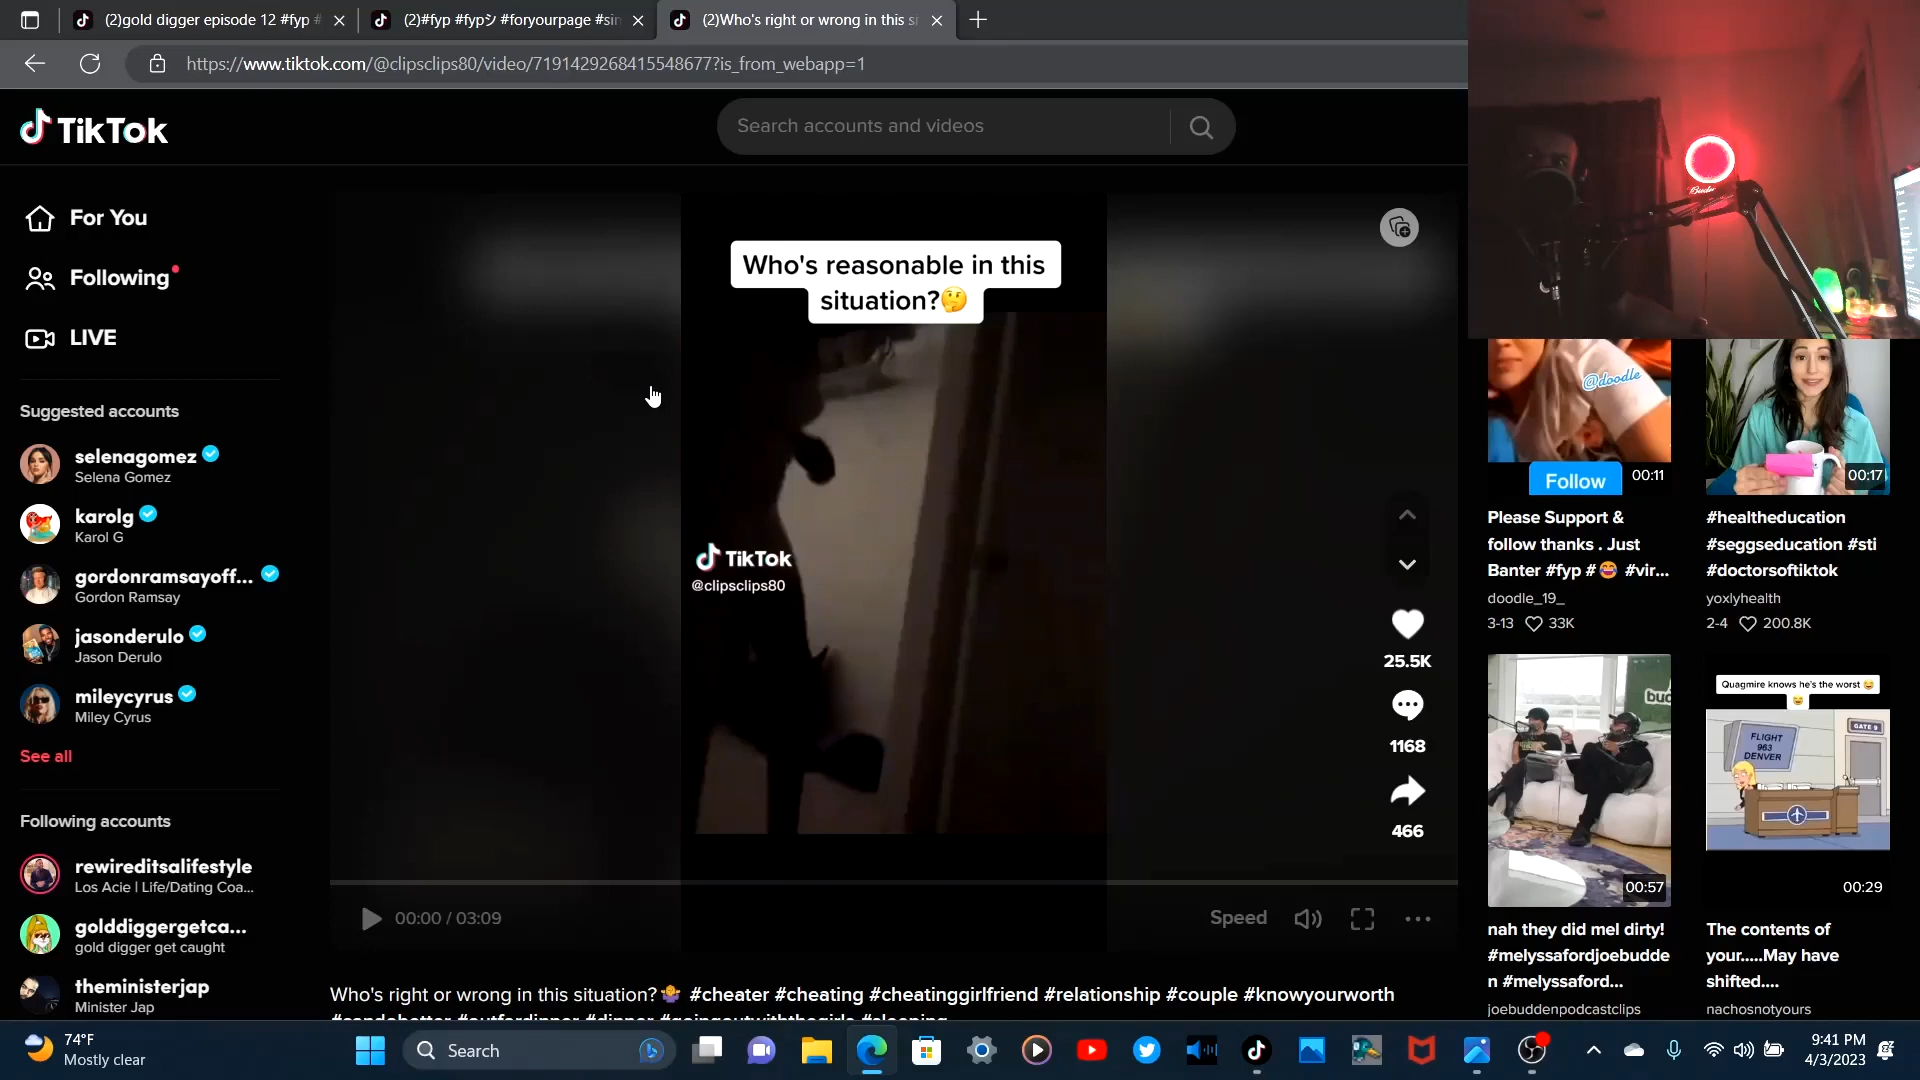 (2)gold digger episode 12 #fyp #
(2)#fyp #fypシ #foryourpage #sin
(2)Who's right or wrong in this si
https://www.tiktok.com/@clipsclips80/video/7191429268415548677?is_from_webapp=1
TikTok
Search accounts and videos
For You
Following
LIVE
Suggested accounts
selenagomez
Selena Gomez
karolg
Karol G
gordonramsayoff...
Gordon Ramsay
jasonderulo
Jason Derulo
mileycyrus
Miley Cyrus
See all
Following accounts
rewireditsalifestyle
Los Acie | Life/Dating Coa...
golddiggergetca...
gold digger get caught
theministerjap
Minister Jap
Who's reasonable in this
situation?🤔
TikTok
@clipsclips80
25.5K
1168
466
00:00 / 03:09
Speed
Who's right or wrong in this situation?🤷 #cheater #cheating #cheatinggirlfriend #relationship #couple #knowyourworth
#candobetter #outfordinner #dinner #goingoutwiththegirls #sleeping
@doodle
Follow
00:11
Please Support &
follow thanks . Just
Banter #fyp #😂 #vir...
doodle_19_
3-13 33K
00:17
#healtheducation
#seggseducation #sti
#doctorsoftiktok
yoxlyhealth
2-4 200.8K
00:57
nah they did mel dirty!
#melyssafordjoebudde
n #melyssaford...
joebuddenpodcastclips
Quagmire knows he's the worst 😂
😂
FLIGHT
963
DENVER
GATE 9
00:29
The contents of
your.....May have
shifted....
nachosnotyours
74°F
Mostly clear
Search
9:41 PM
4/3/2023